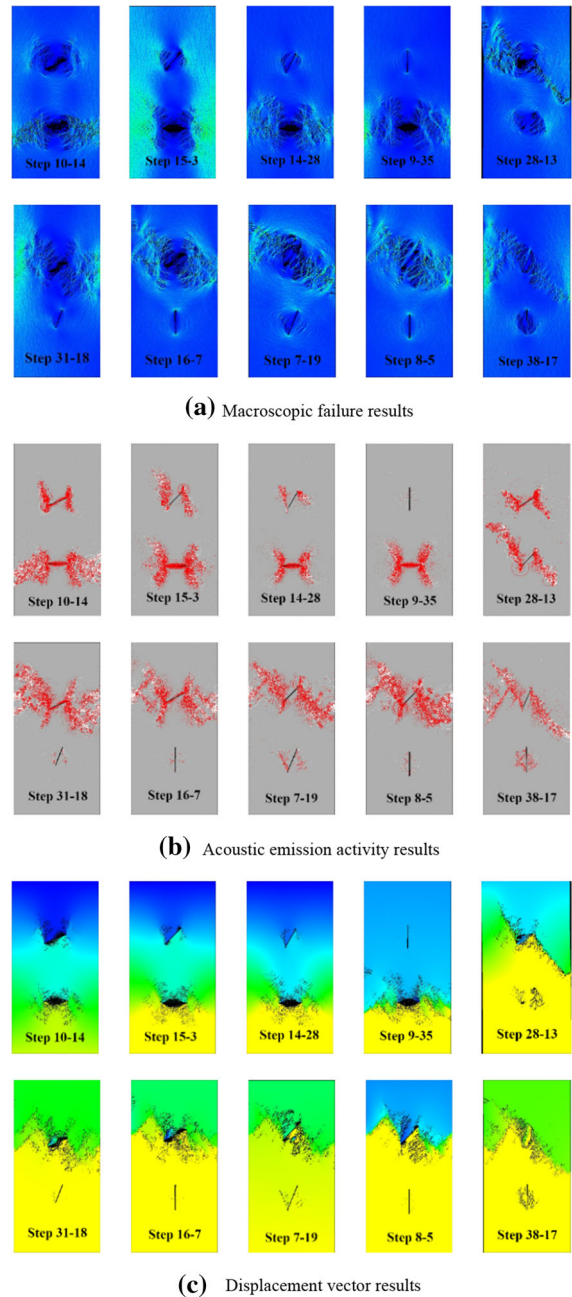 Step 10-14 Step 15-3 Step 14-28 Step 9-35 Step 28-13
Step 31-18 Step 16-7 Step 7-19 Step 8-5 Step 38-17
(a) Macroscopic failure results
Step 10-14 Step 15-3 Step 14-28 Step 9-35 Step 28-13
Step 31-18 Step 16-7 Step 7-19 Step 8-5 Step 38-17
(b) Acoustic emission activity results
Step 10-14 Step 15-3 Step 14-28 Step 9-35 Step 28-13
Step 31-18 Step 16-7 Step 7-19 Step 8-5 Step 38-17
(c) Displacement vector results